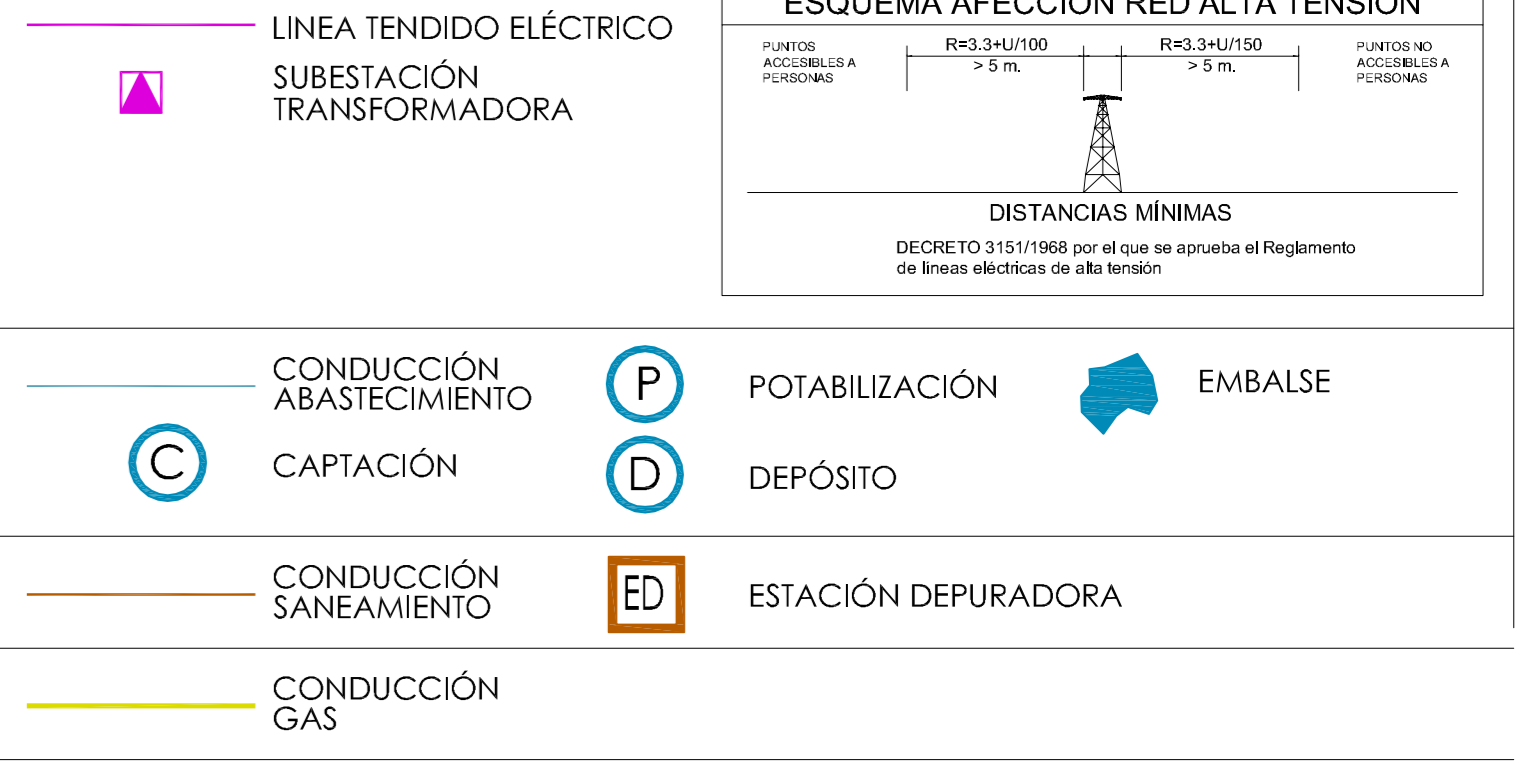 LINEA TENDIDO ELÉCTRICO
SUBESTACIÓN
TRANSFORMADORA
ESQUEMA AFECCIÓN RED ALTA TENSIÓN
PUNTOS
ACCESIBLES A
PERSONAS
R=3.3+U/100
> 5 m.
R=3.3+U/150
> 5 m.
PUNTOS NO
ACCESIBLES A
PERSONAS
DISTANCIAS MÍNIMAS
DECRETO 3151/1968 por el que se aprueba el Reglamento
de líneas eléctricas de alta tensión
CONDUCCIÓN
ABASTECIMIENTO
P
POTABILIZACIÓN
EMBALSE
C
CAPTACIÓN
D
DEPÓSITO
CONDUCCIÓN
SANEAMIENTO
ED
ESTACIÓN DEPURADORA
CONDUCCIÓN
GAS